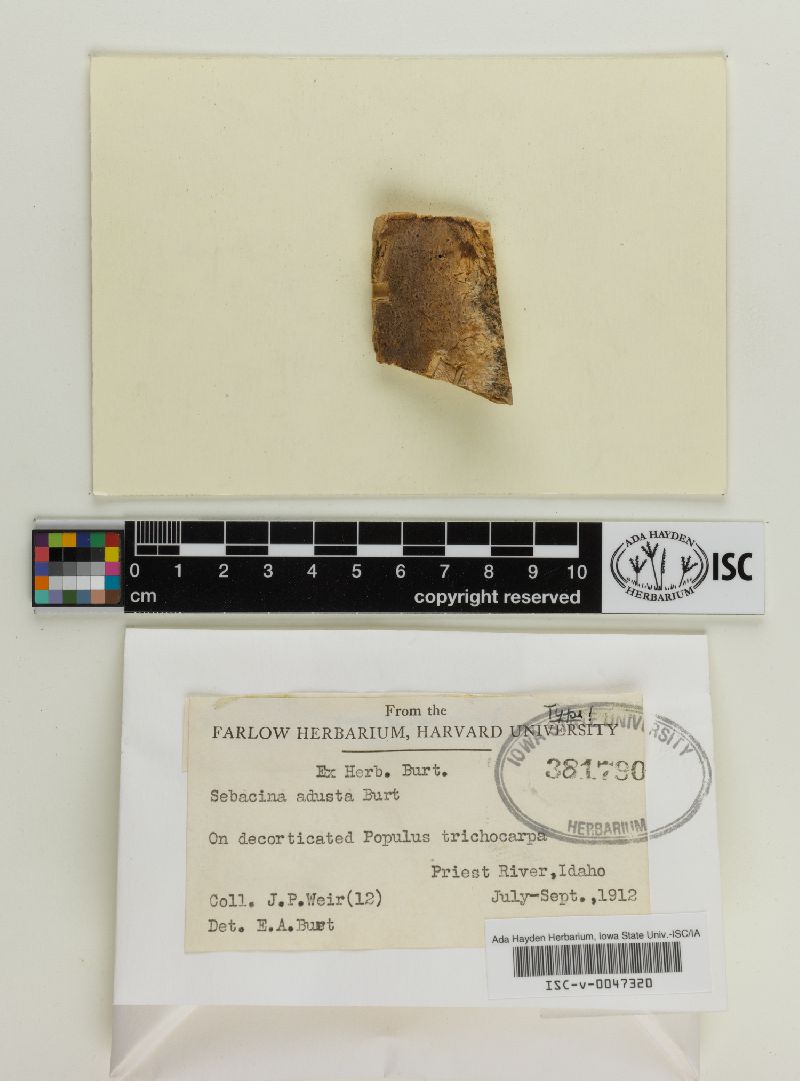 0 1 2 3 4 5 6 7 8 9 10
cm
copyright reserved
ADA HAYDEN
HERBARIUM
ISC
From the
Type!
FARLOW HERBARIUM, HARVARD UNIVERSITY
Ex Herb. Burt.
IOWA STATE UNIVERSITY
381790
HERBARIUM
Sebacina adusta Burt
On decorticated Populus trichocarpa
Priest River,Idaho
Coll. J.P.Weir(12)
July-Sept.,1912
Det. E.A.Burt
Ada Hayden Herbarium, Iowa State Univ.-ISC/IA
ISC-v-0047320